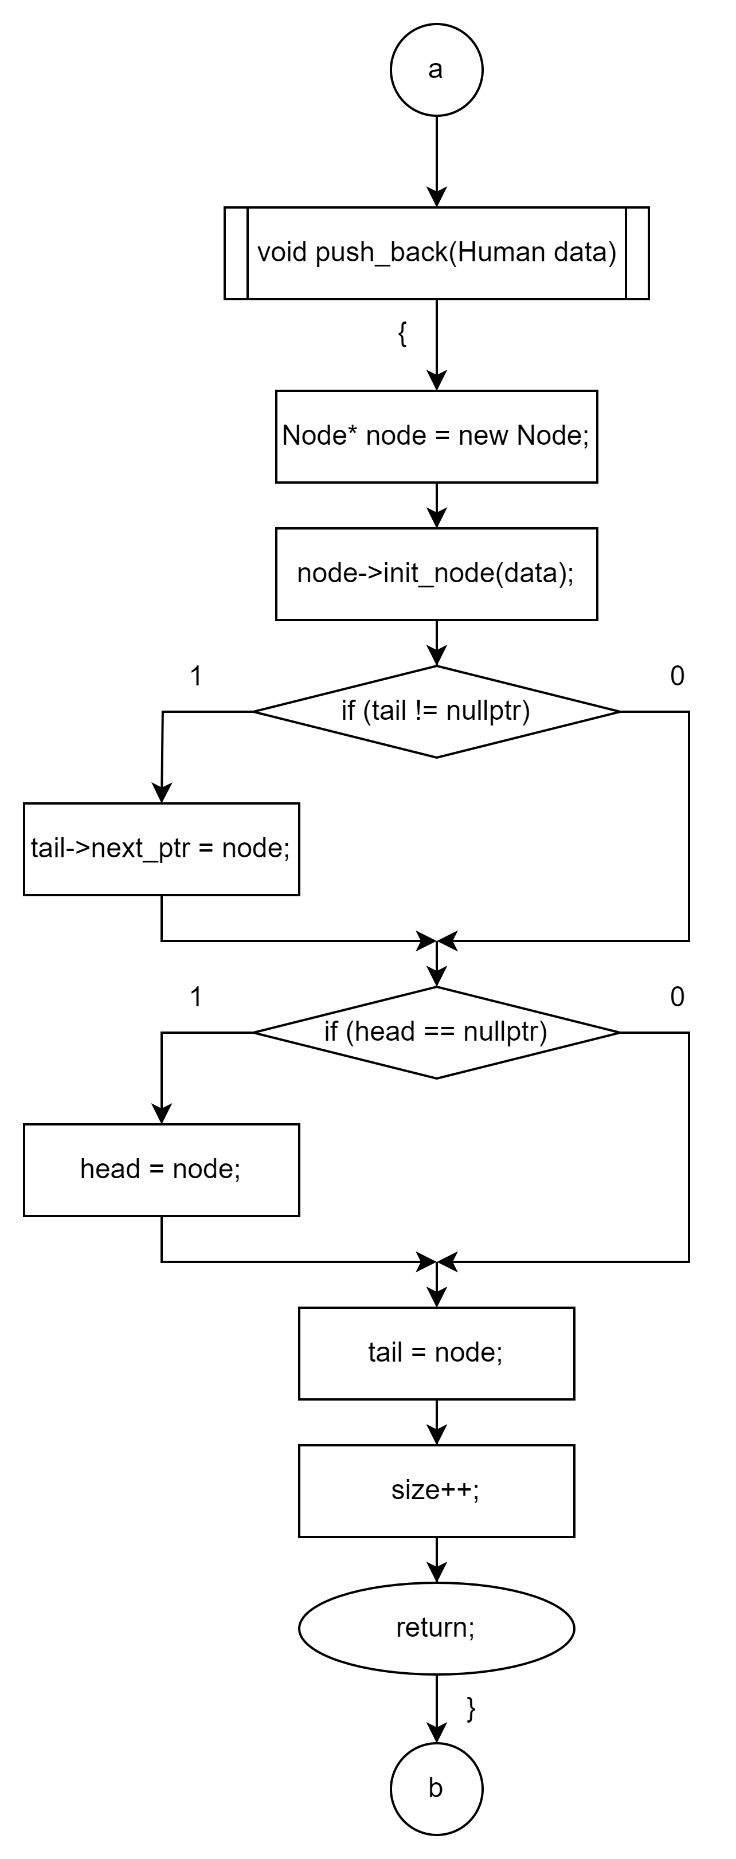 a
void push_back(Human data)
{
Node* node = new Node;
node->init_node(data);
1
0
if (tail != nullptr)
tail->next_ptr = node;
1
0
if (head == nullptr)
head = node;
tail = node;
size++;
return;
}
b